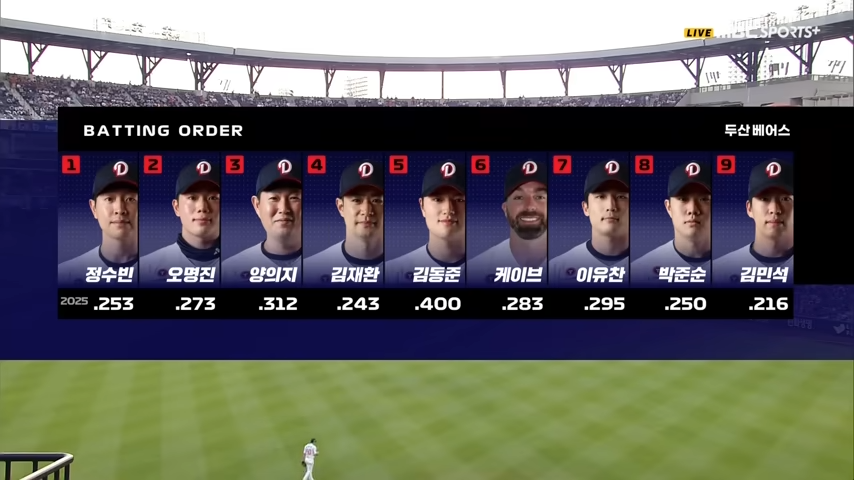 LIVE
SPORTS+
BATTING ORDER
두산 베어스
1 2 3 4 5 6 7 8 9
정수빈 오명진 양의지 김재환 김동준 케이브 이유찬 박준순 김민석
2025 .253 .273 .312 .243 .400 .283 .295 .250 .216